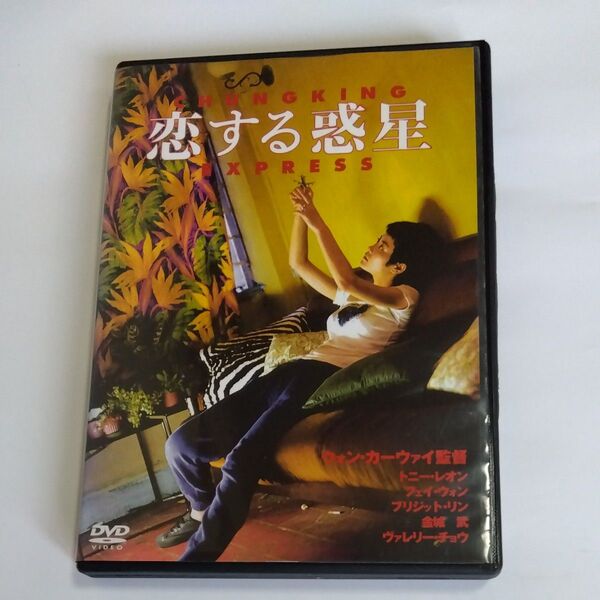 CHUNGKING
恋する惑星
EXPRESS
ウォン・カーウァイ監督
トニー・レオン
フェイ・ウォン
ブリジット・リン
金城 武
ヴァレリー・チョウ
DVD
VIDEO